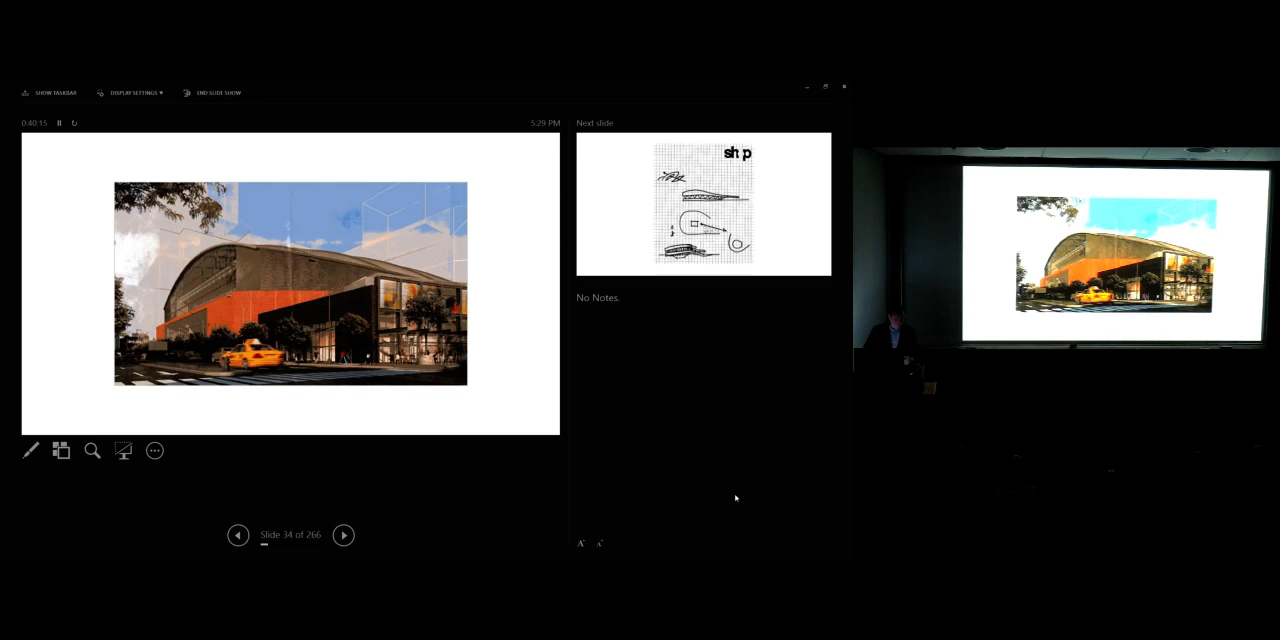 SHOW TASKBAR
DISPLAY SETTINGS ▾
END SLIDE SHOW
0:40:15
5:29 PM
Next slide
sh p
No Notes.
Slide 34 of 266
A
A